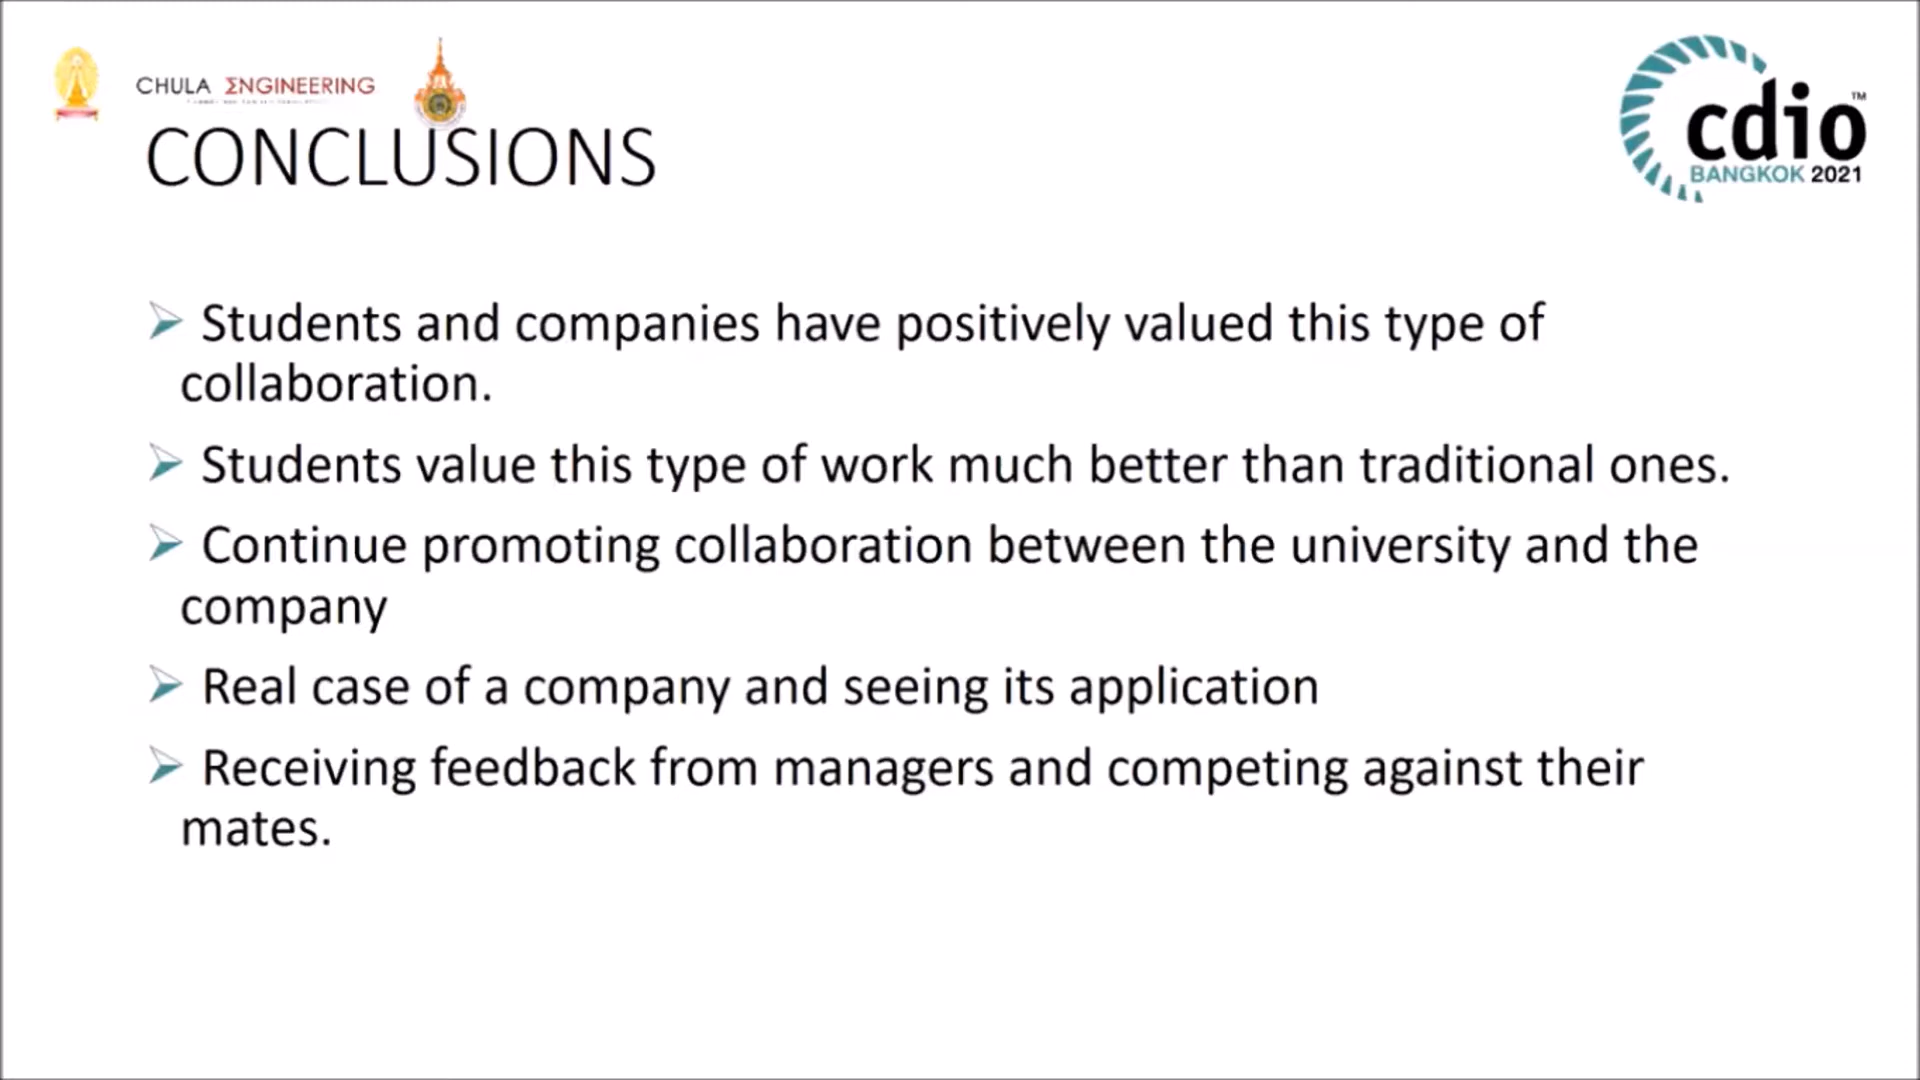 CHULA ΣNGINEERING
CONCLUSIONS
cdio™
BANGKOK 2021
Students and companies have positively valued this type of
collaboration.
Students value this type of work much better than traditional ones.
Continue promoting collaboration between the university and the
company
Real case of a company and seeing its application
Receiving feedback from managers and competing against their
mates.